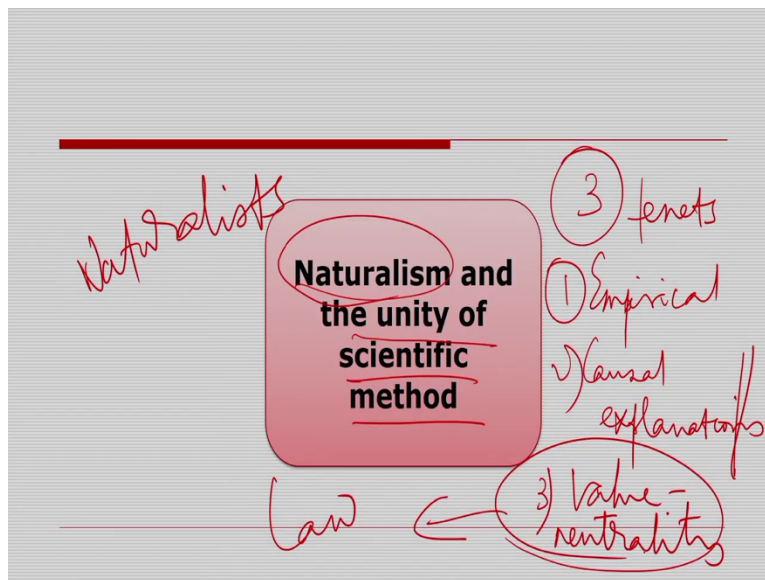 Naturalists
Naturalism and
the unity of
scientific
method
3 tenets
1 Empirical
2) Causal
explanations
3) Value-
neutrality
Law